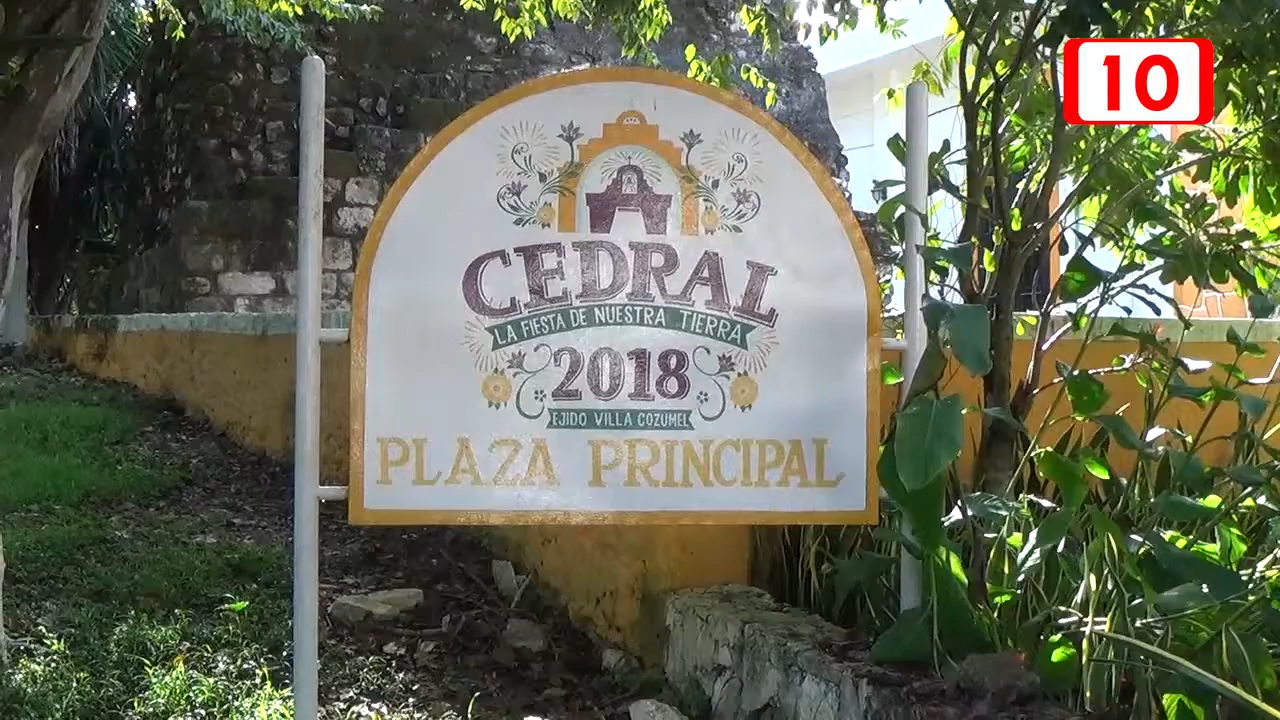 10
CEDRAL
LA FIESTA DE NUESTRA TIERRA
2018
EJIDO VILLA COZUMEL
PLAZA PRINCIPAL